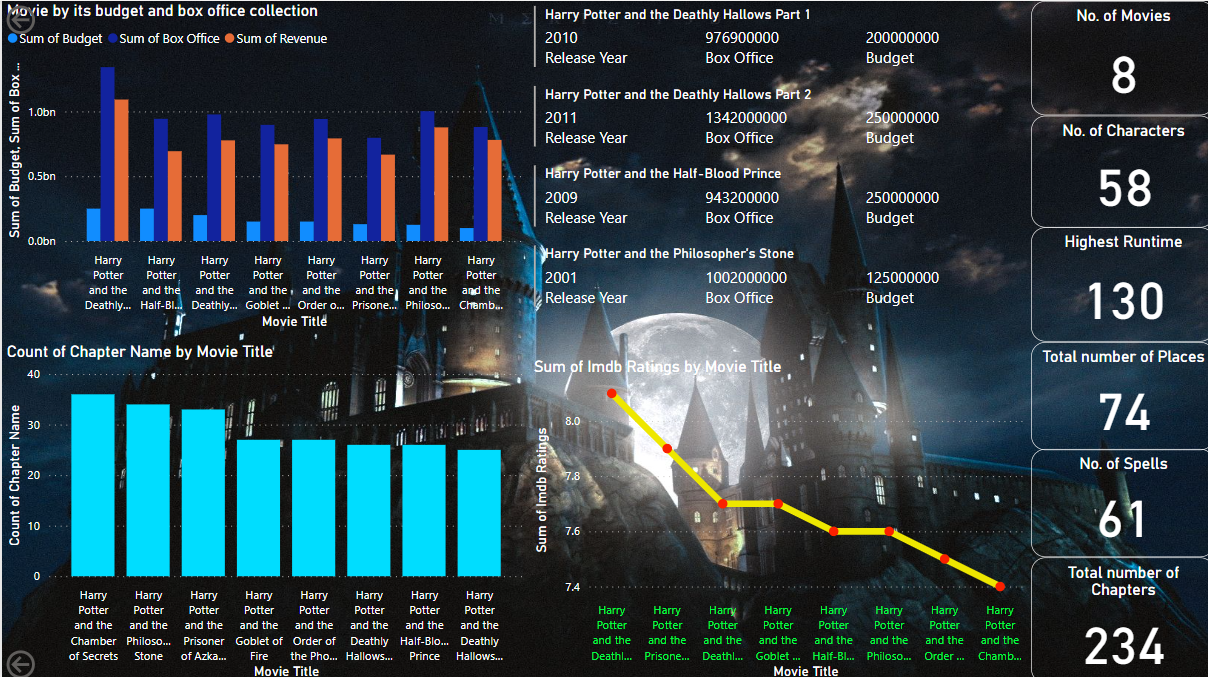 Movie by its budget and box office collection
Sum of Budget Sum of Box Office Sum of Revenue
Sum of Budget, Sum of Box ...
1.0bn
0.5bn
0.0bn
Harry Potter and the Deathly...
Harry Potter and the Half-Bl...
Harry Potter and the Deathly...
Harry Potter and the Goblet ...
Harry Potter and the Order o...
Harry Potter and the Prisone...
Harry Potter and the Philoso...
Harry Potter and the Chamb...
Movie Title
Harry Potter and the Deathly Hallows Part 1
2010 976900000 200000000
Release Year Box Office Budget
Harry Potter and the Deathly Hallows Part 2
2011 1342000000 250000000
Release Year Box Office Budget
Harry Potter and the Half-Blood Prince
2009 943200000 250000000
Release Year Box Office Budget
Harry Potter and the Philosopher's Stone
2001 1002000000 125000000
Release Year Box Office Budget
Count of Chapter Name by Movie Title
Count of Chapter Name
40
30
20
10
0
Harry Potter and the Chamber of Secrets
Harry Potter and the Philoso... Stone
Harry Potter and the Prisoner of Azka...
Harry Potter and the Goblet of Fire
Harry Potter and the Order of the Pho...
Harry Potter and the Deathly Hallows...
Harry Potter and the Half-Blo... Prince
Harry Potter and the Deathly Hallows...
Movie Title
Sum of Imdb Ratings by Movie Title
Sum of Imdb Ratings
8.0
7.8
7.6
7.4
Harry Potter and the Deathl...
Harry Potter and the Prisone...
Harry Potter and the Deathl...
Harry Potter and the Goblet ...
Harry Potter and the Half-Bl...
Harry Potter and the Philoso...
Harry Potter and the Order ...
Harry Potter and the Chamb...
Movie Title
No. of Movies
8
No. of Characters
58
Highest Runtime
130
Total number of Places
74
No. of Spells
61
Total number of
Chapters
234